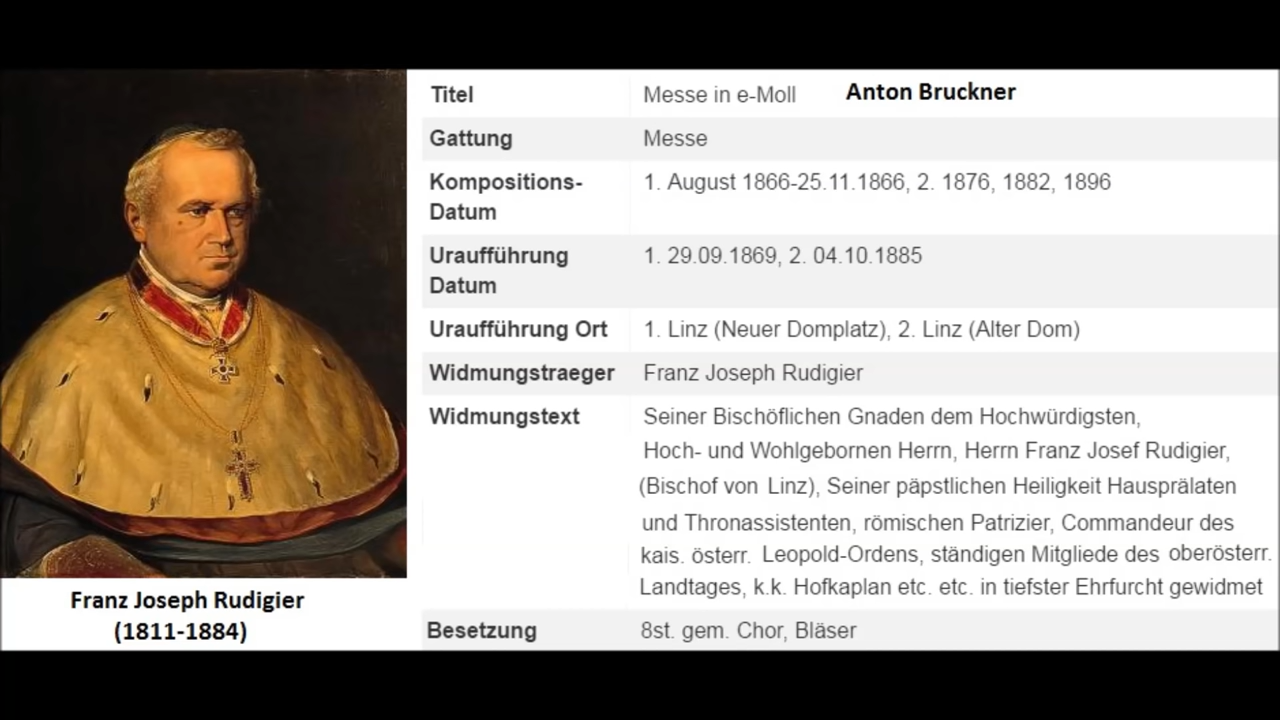 Titel Messe in e-Moll Anton Bruckner
Gattung Messe
Kompositions- 1. August 1866-25.11.1866, 2. 1876, 1882, 1896
Datum
Uraufführung 1. 29.09.1869, 2. 04.10.1885
Datum
Uraufführung Ort 1. Linz (Neuer Domplatz), 2. Linz (Alter Dom)
Widmungstraeger Franz Joseph Rudigier
Widmungstext Seiner Bischöflichen Gnaden dem Hochwürdigsten,
Hoch- und Wohlgebornen Herrn, Herrn Franz Josef Rudigier,
(Bischof von Linz), Seiner päpstlichen Heiligkeit Hausprälaten
und Thronassistenten, römischen Patrizier, Commandeur des
kais. österr. Leopold-Ordens, ständigen Mitgliede des oberösterr.
Landtages, k.k. Hofkaplan etc. etc. in tiefster Ehrfurcht gewidmet
Besetzung 8st. gem. Chor, Bläser
Franz Joseph Rudigier
(1811-1884)